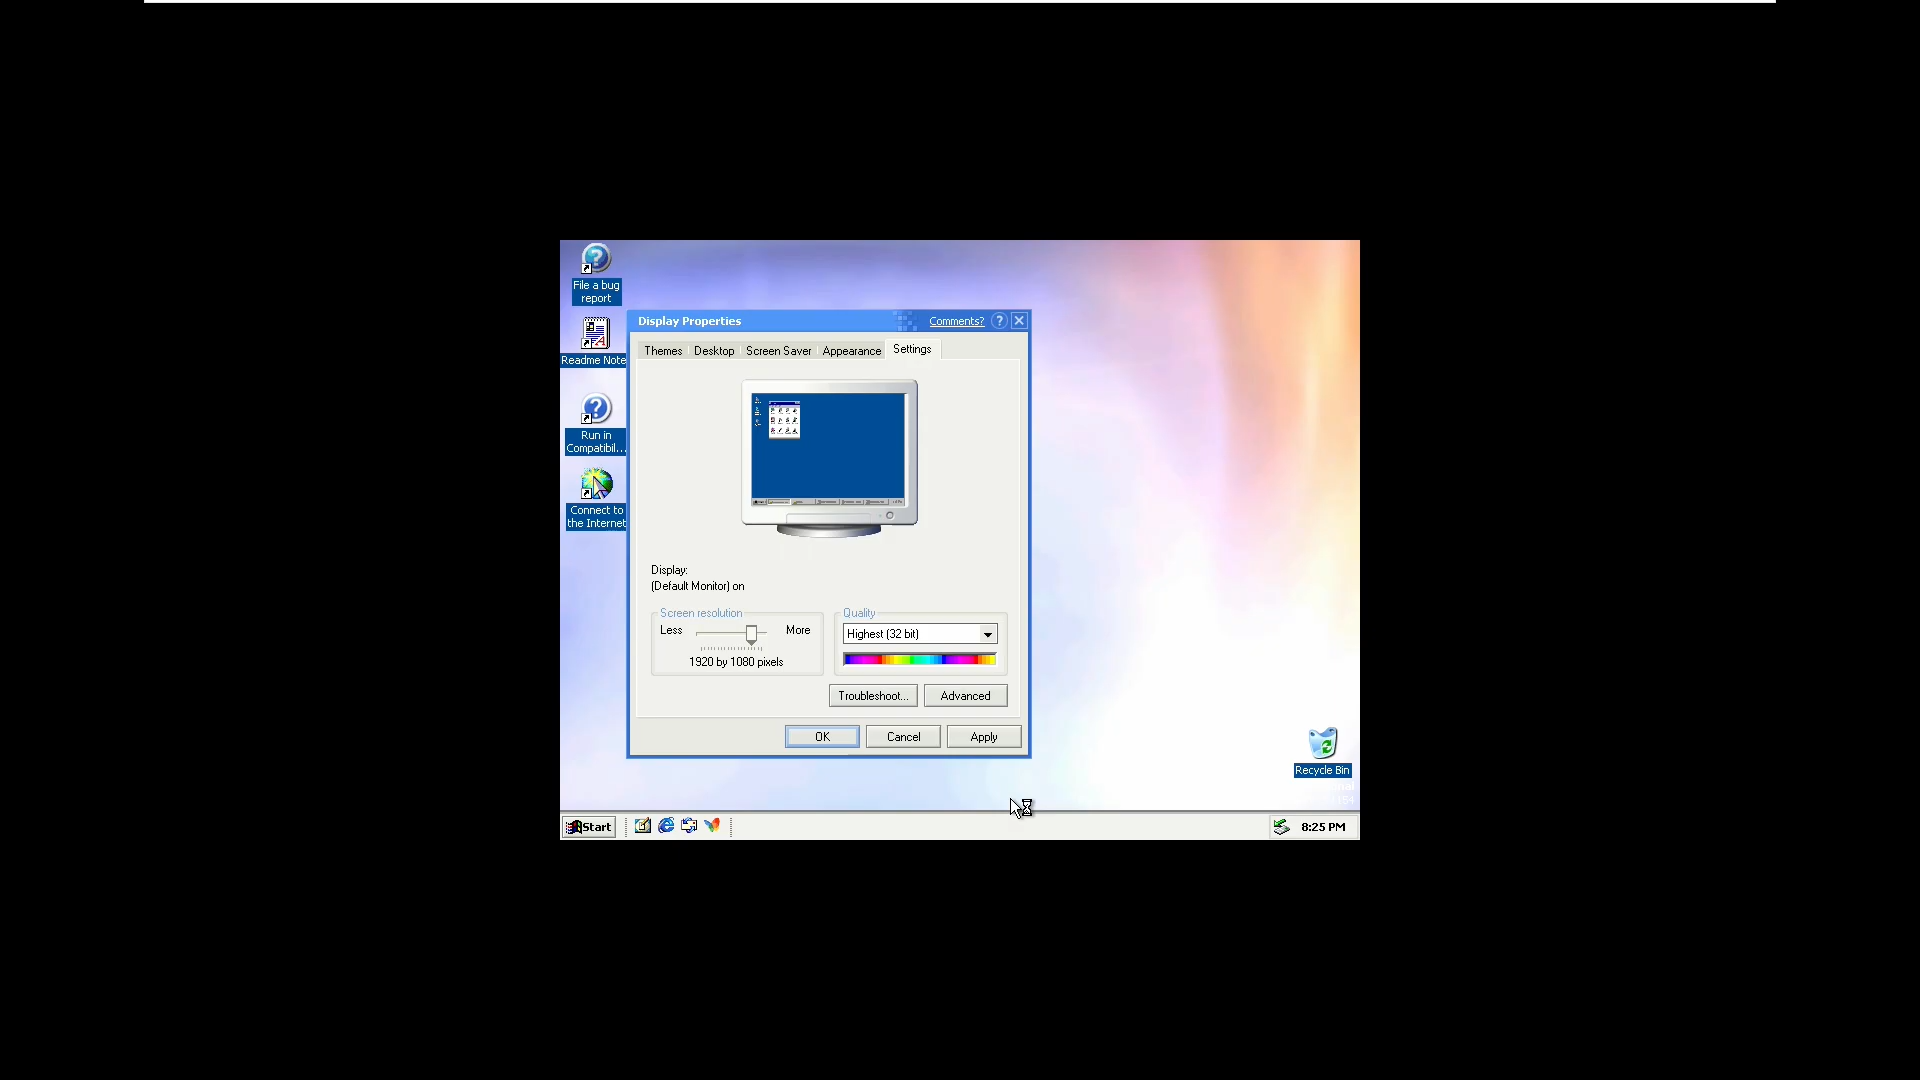 File a bug
report
Readme Note
Run in
Compatibil...
Connect to
the Internet
Display Properties
Comments?
Themes
Desktop
Screen Saver
Appearance
Settings
Display:
(Default Monitor) on
Screen resolution
Less
More
1920 by 1080 pixels
Quality
Highest (32 bit)
Troubleshoot...
Advanced
OK
Cancel
Apply
Recycle Bin
Start
8:25 PM